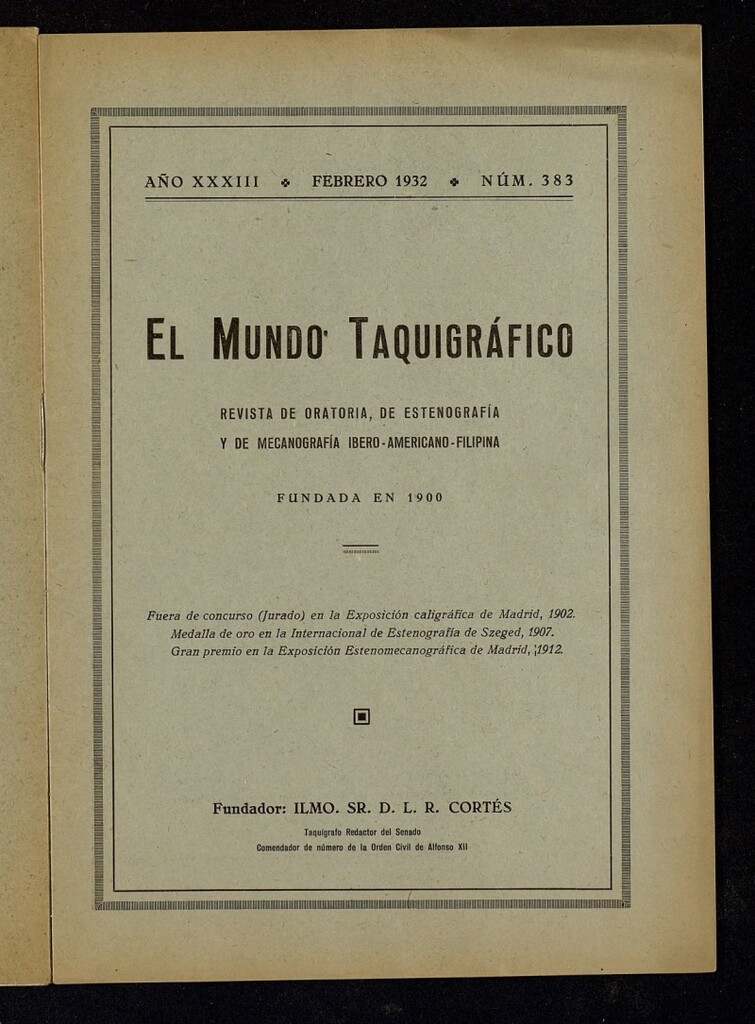 AÑO XXXIII ✤ FEBRERO 1932 ✤ NÚM. 383
EL MUNDO TAQUIGRÁFICO
REVISTA DE ORATORIA, DE ESTENOGRAFÍA
Y DE MECANOGRAFÍA IBERO-AMERICANO-FILIPINA
FUNDADA EN 1900
Fuera de concurso (Jurado) en la Exposición caligráfica de Madrid, 1902.
Medalla de oro en la Internacional de Estenografía de Szeged, 1907.
Gran premio en la Exposición Estenomecanográfica de Madrid, 1912.
Fundador: ILMO. SR. D. L. R. CORTÉS
Taquígrafo Redactor del Senado
Comendador de número de la Orden Civil de Alfonso XII